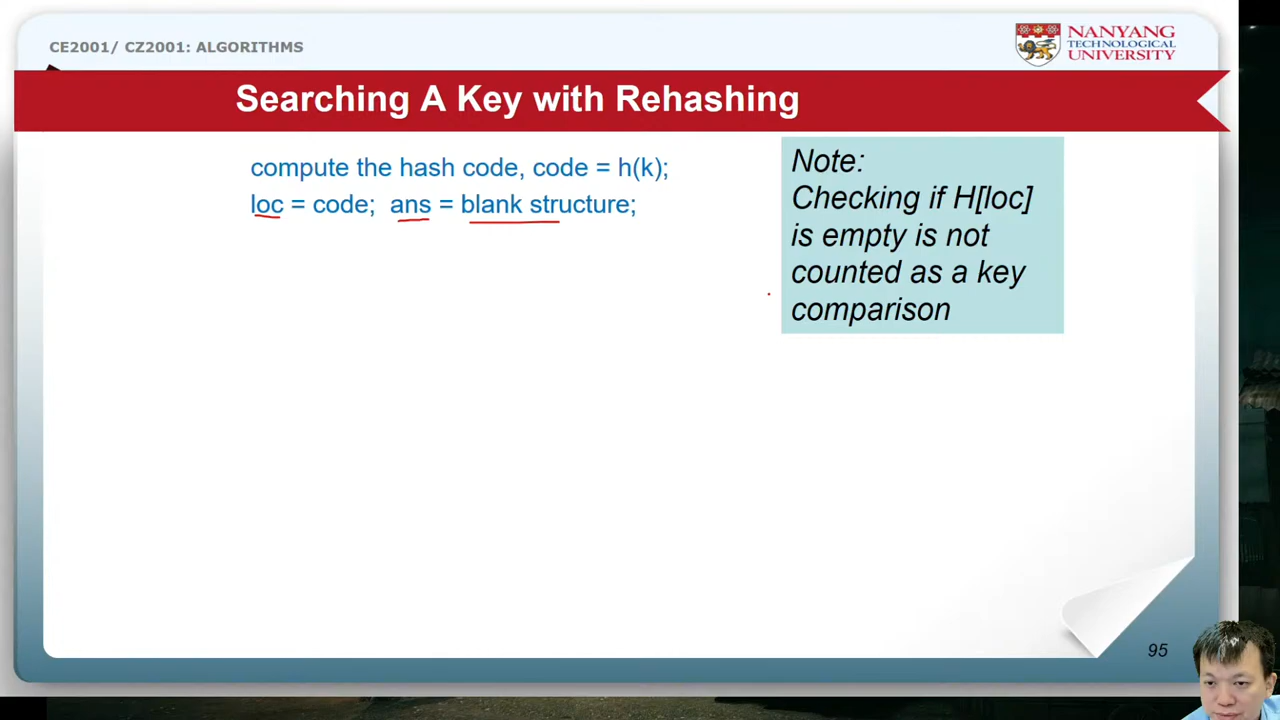 CE2001/ CZ2001: ALGORITHMS
NANYANG
TECHNOLOGICAL
UNIVERSITY
Searching A Key with Rehashing
compute the hash code, code = h(k);
loc = code; ans = blank structure;
Note:
Checking if H[loc]
is empty is not
counted as a key
comparison
95